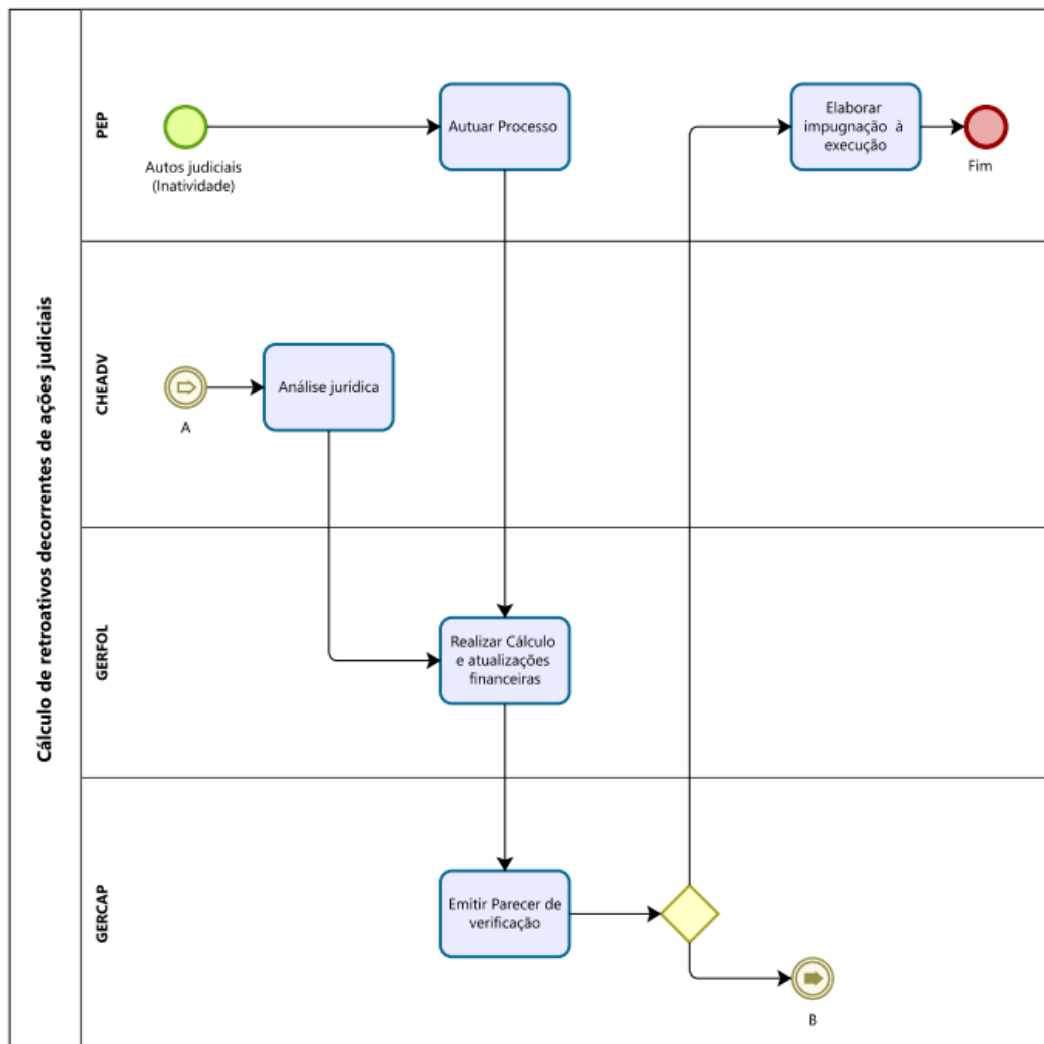 Cálculo de retroativos decorrentes de ações judiciais
PEP
Autos judiciais
(Inatividade)
Autuar Processo
Elaborar
impugnação à
execução
Fim
CHEADV
A
Análise jurídica
GERFOL
Realizar Cálculo
e atualizações
financeiras
GERCAP
Emitir Parecer de
verificação
B